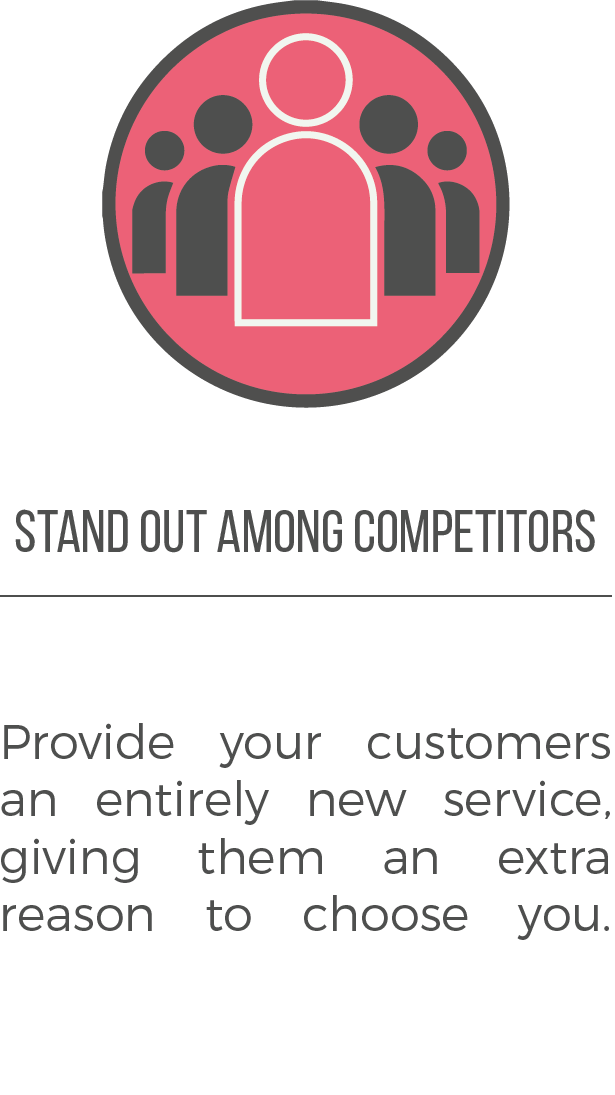 STAND OUT AMONG COMPETITORS
Provide your customers
an entirely new service,
giving them an extra
reason to choose you.